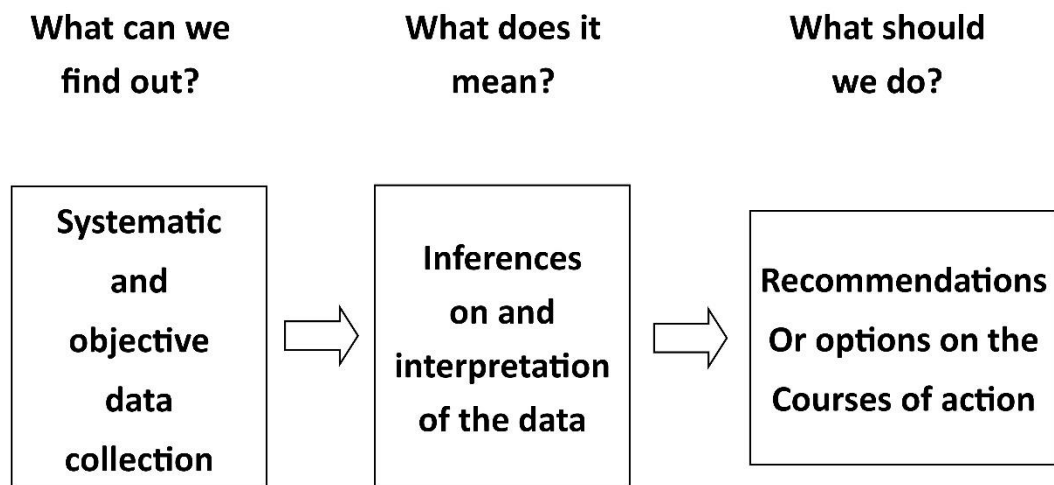 What can we
find out?
What does it
mean?
What should
we do?
Systematic
and
objective
data
collection
Inferences
on and
interpretation
of the data
Recommendations
Or options on the
Courses of action